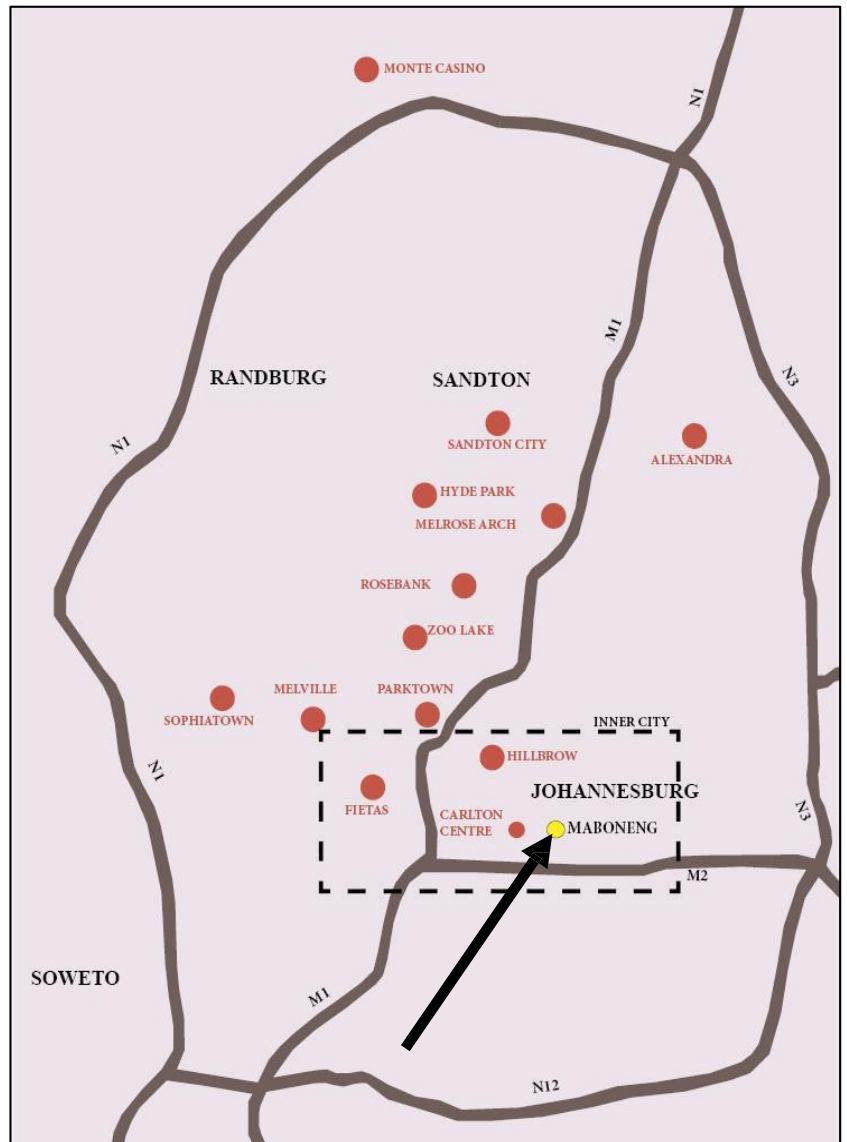 MONTE CASINO
N1
M1
RANDBURG
SANDTON
N3
SANDTON CITY
N1
ALEXANDRA
HYDE PARK
MELROSE ARCH
ROSEBANK
ZOO LAKE
MELVILLE
PARKTOWN
SOPHIATOWN
INNER CITY
HILLBROW
N1
JOHANNESBURG
FIETAS
CARLTON
CENTRE
MABONENG
N3
M2
SOWETO
M1
N12